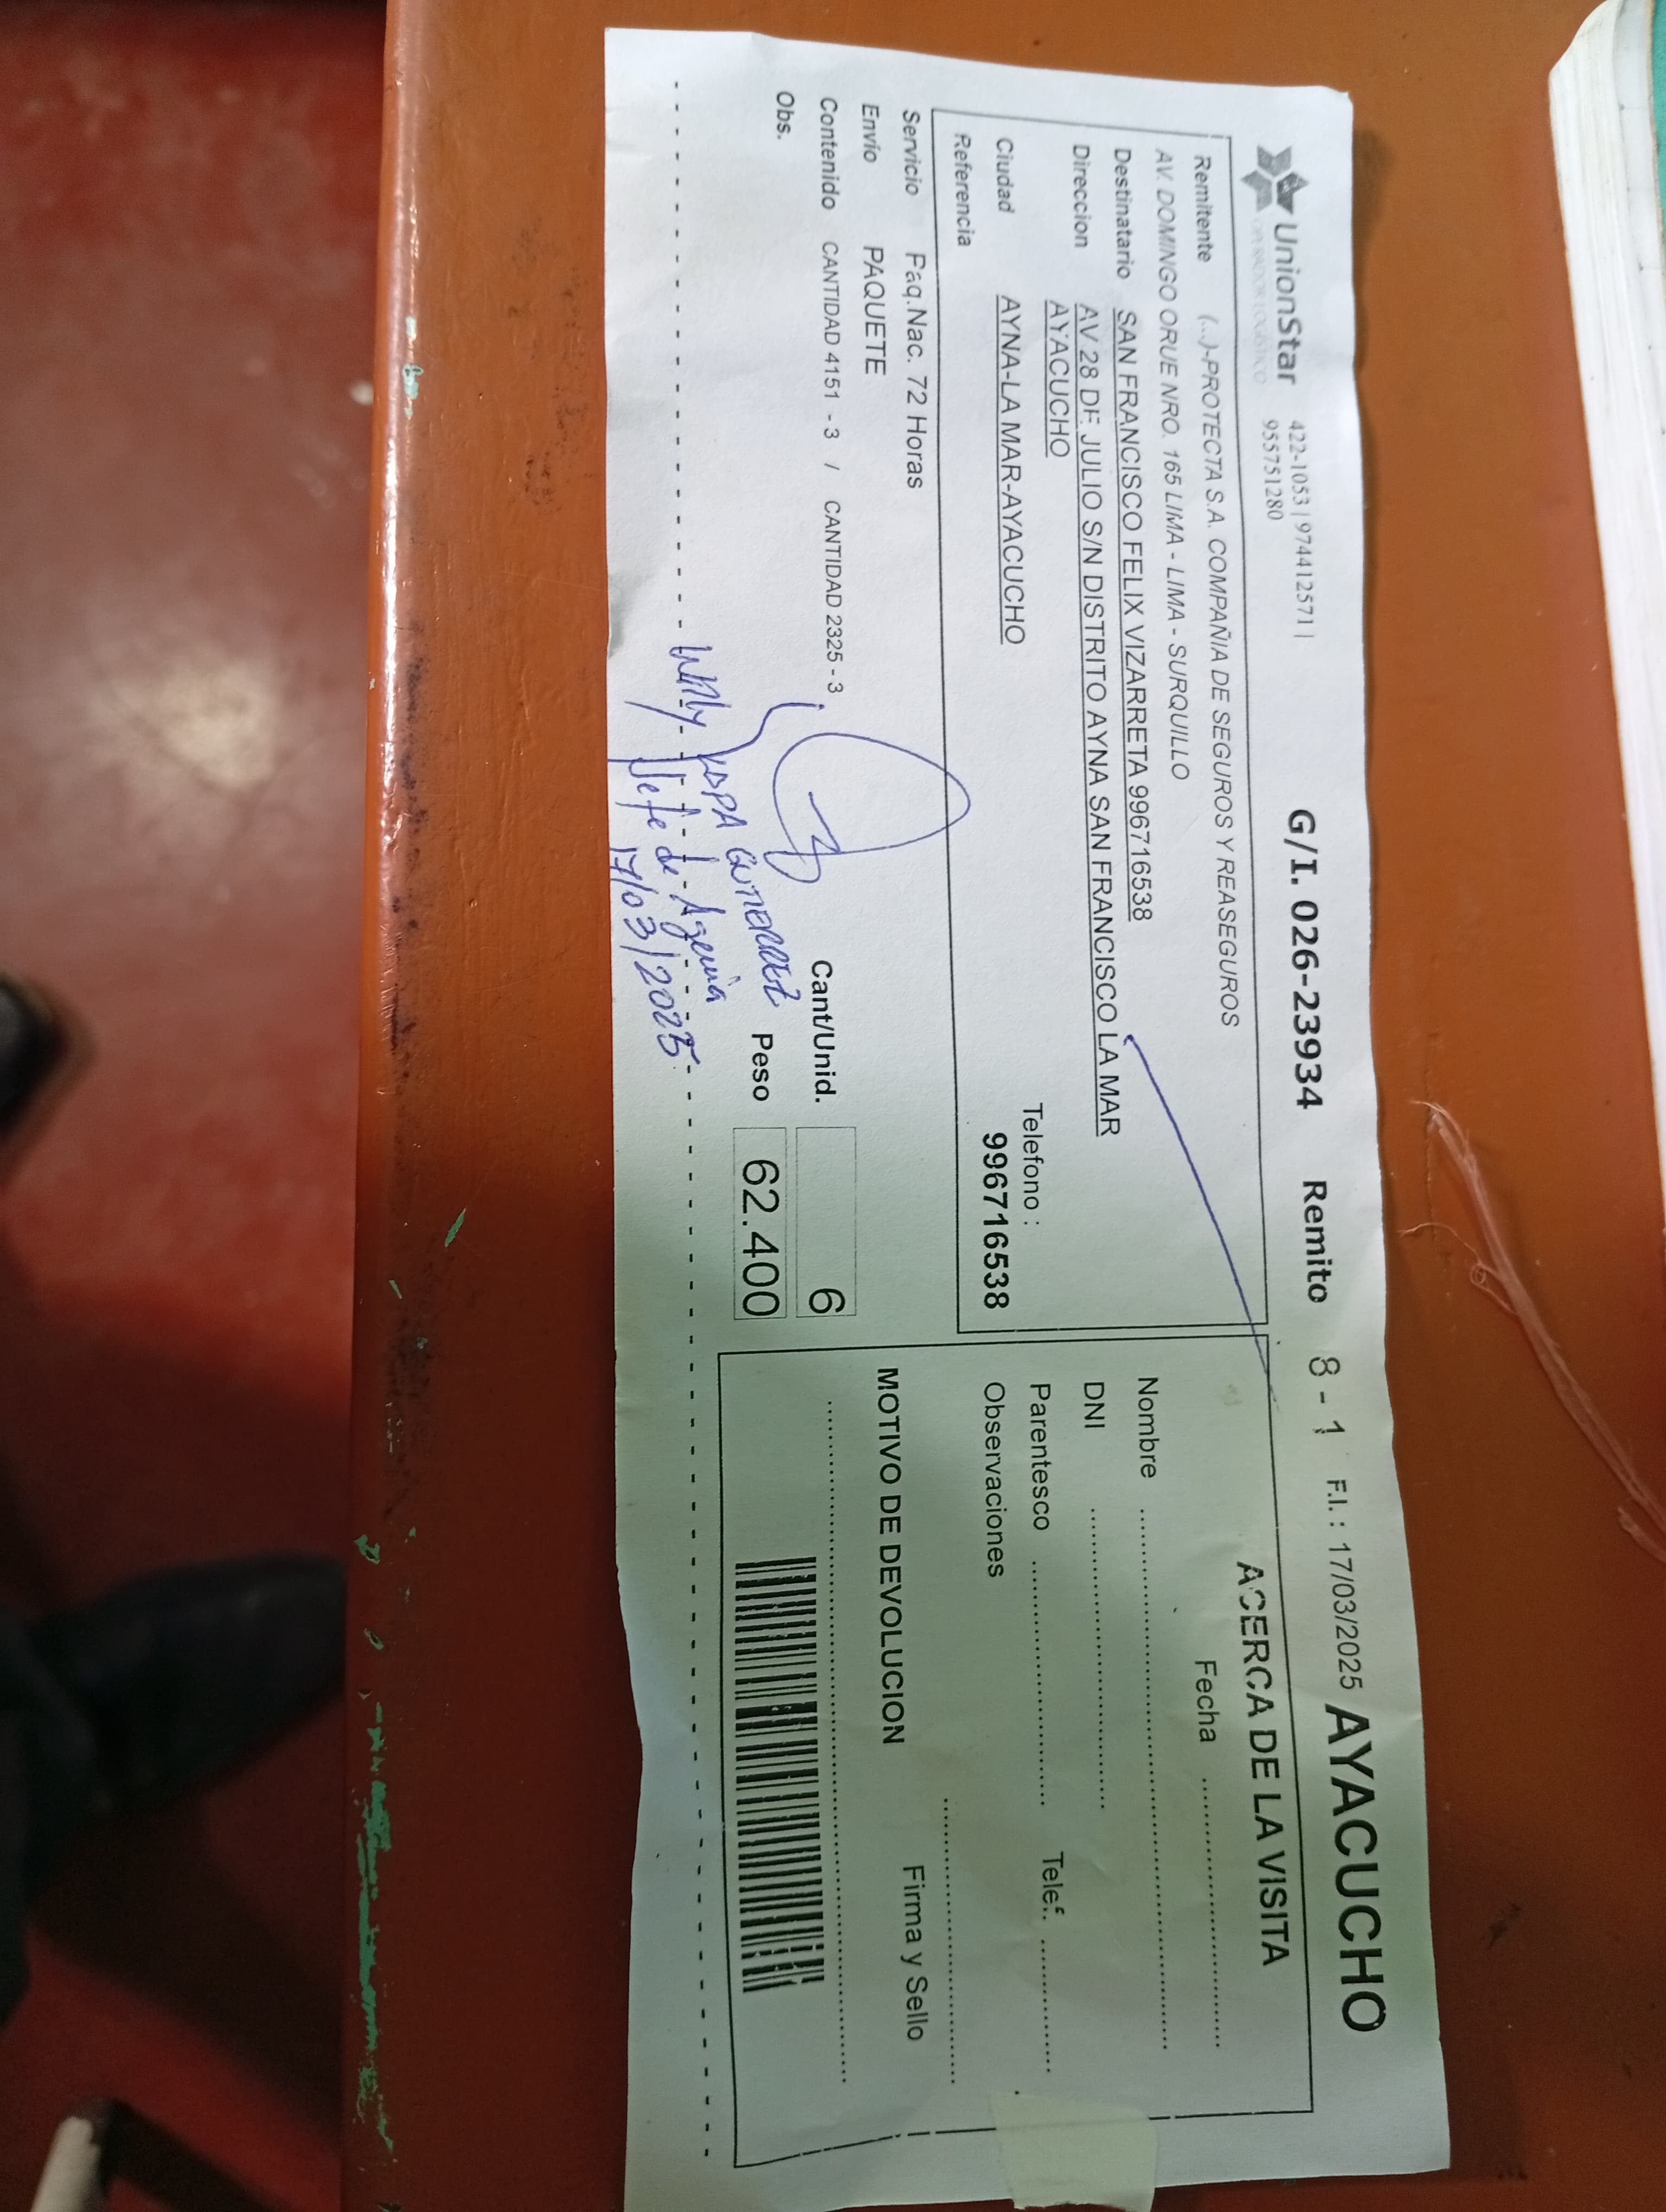 UnionStar 422-1053 | 974412571 | G/I. 026-23934 Remito 8 - 1 F.I. : 17/03/2025 AYACUCHO
OPERADOR LOGISTICO 955751280
Remitente (...)-PROTECTA S.A. COMPAÑIA DE SEGUROS Y REASEGUROS
AV. DOMINGO ORUE NRO. 165 LIMA - LIMA - SURQUILLO
Destinatario SAN FRANCISCO FELIX VIZARRETA 996716538
Direccion AV 28 DE JULIO S/N DISTRITO AYNA SAN FRANCISCO LA MAR
AYACUCHO
Telefono :
Ciudad AYNA-LA MAR-AYACUCHO 996716538
Referencia
Servicio Paq.Nac. 72 Horas
Envío PAQUETE
Contenido CANTIDAD 4151 - 3 / CANTIDAD 2325 - 3
Cant/Unid. 6
Obs.
Peso 62.400
ACERCA DE LA VISITA
Fecha ....................
Nombre ....................
DNI ....................
Parentesco .................... Telef. ....................
Observaciones
....................
MOTIVO DE DEVOLUCION Firma y Sello
....................
Jefe de Agencia
17/03/2025